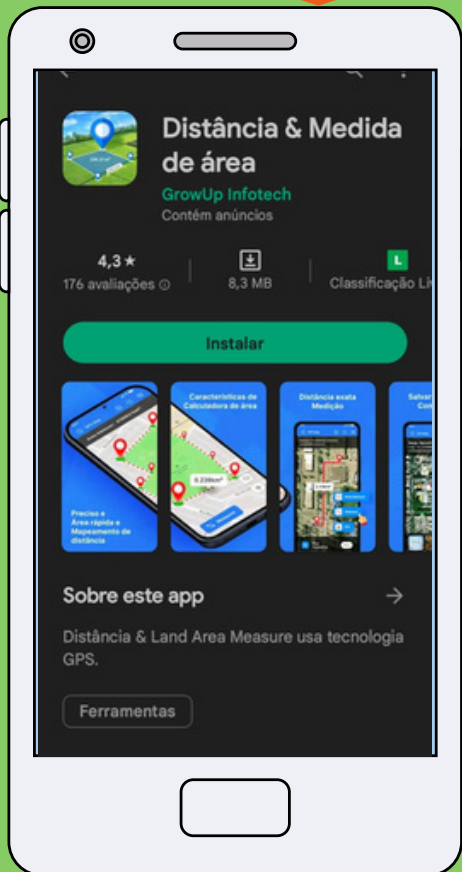 Distância & Medida
de área
GrowUp Infotech
Contém anúncios
4,3★
176 avaliações
8,3 MB
L
Classificação Li
Instalar
Preciso e
Área rápida e
Mapeamento de
distância
Características de
Calculadora de área
Distância exata
Medição
Salvar
Com
Sobre este app
Distância & Land Area Measure usa tecnologia
GPS.
Ferramentas